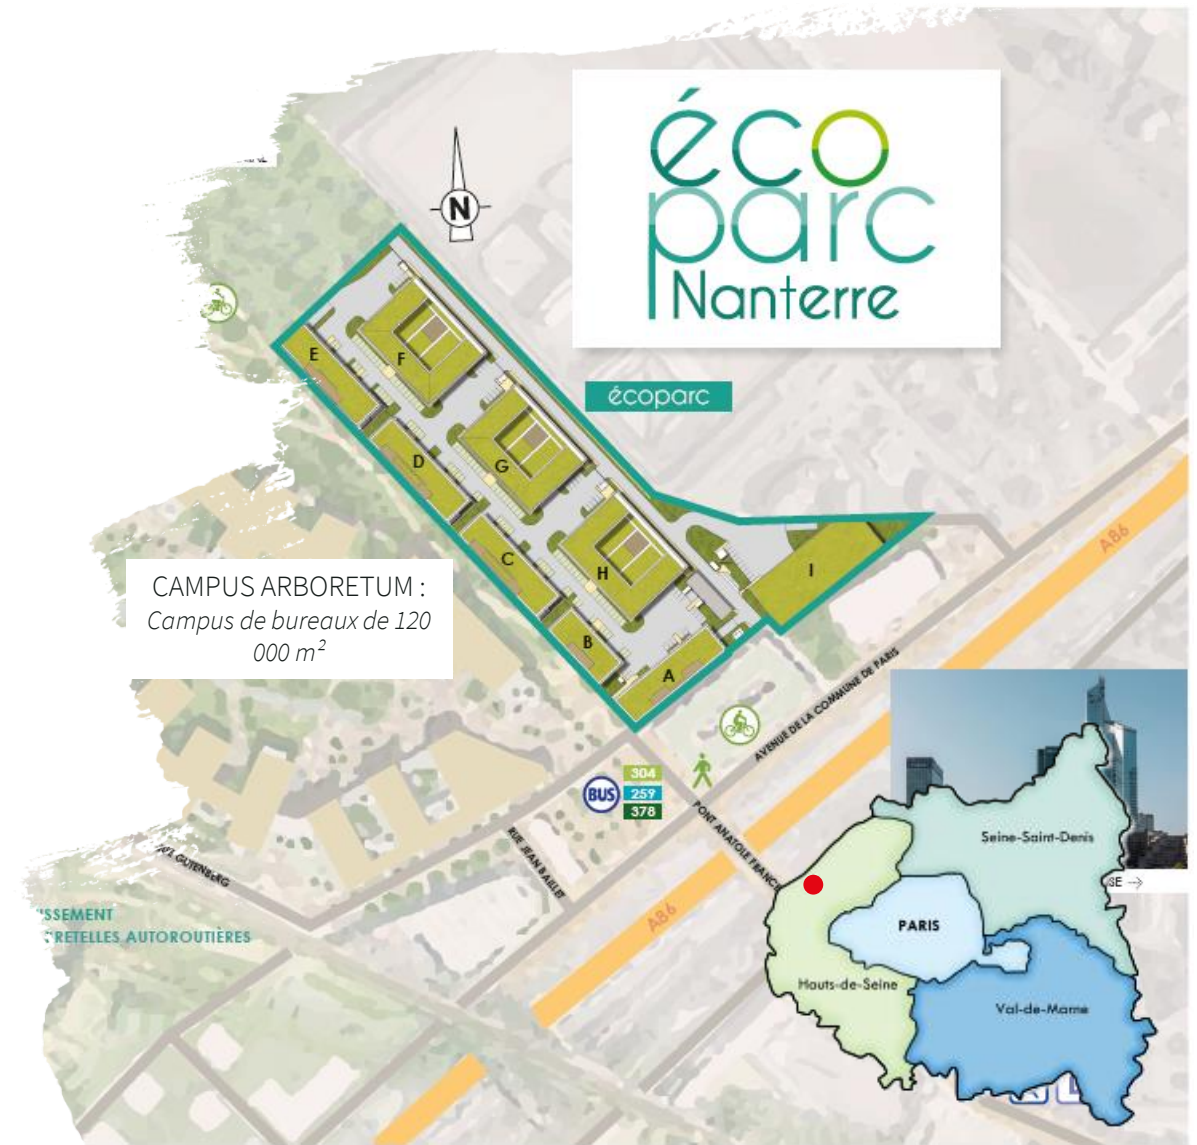 éco
parc
Nanterre
N
écoparc
E
F
D
G
C
H
I
B
A
A86
CAMPUS ARBORETUM :
Campus de bureaux de 120
000 m²
AVENUE DE LA COMMUNE DE PARIS
BUS
304
259
378
PONT ANATOLE FRANCE
RUE JEAN BAILLET
GUTENBERG
A86
RETELLES AUTOROUTIÈRES
Seine-Saint-Denis
PARIS
Hauts-de-Seine
Val-de-Marne
SE →